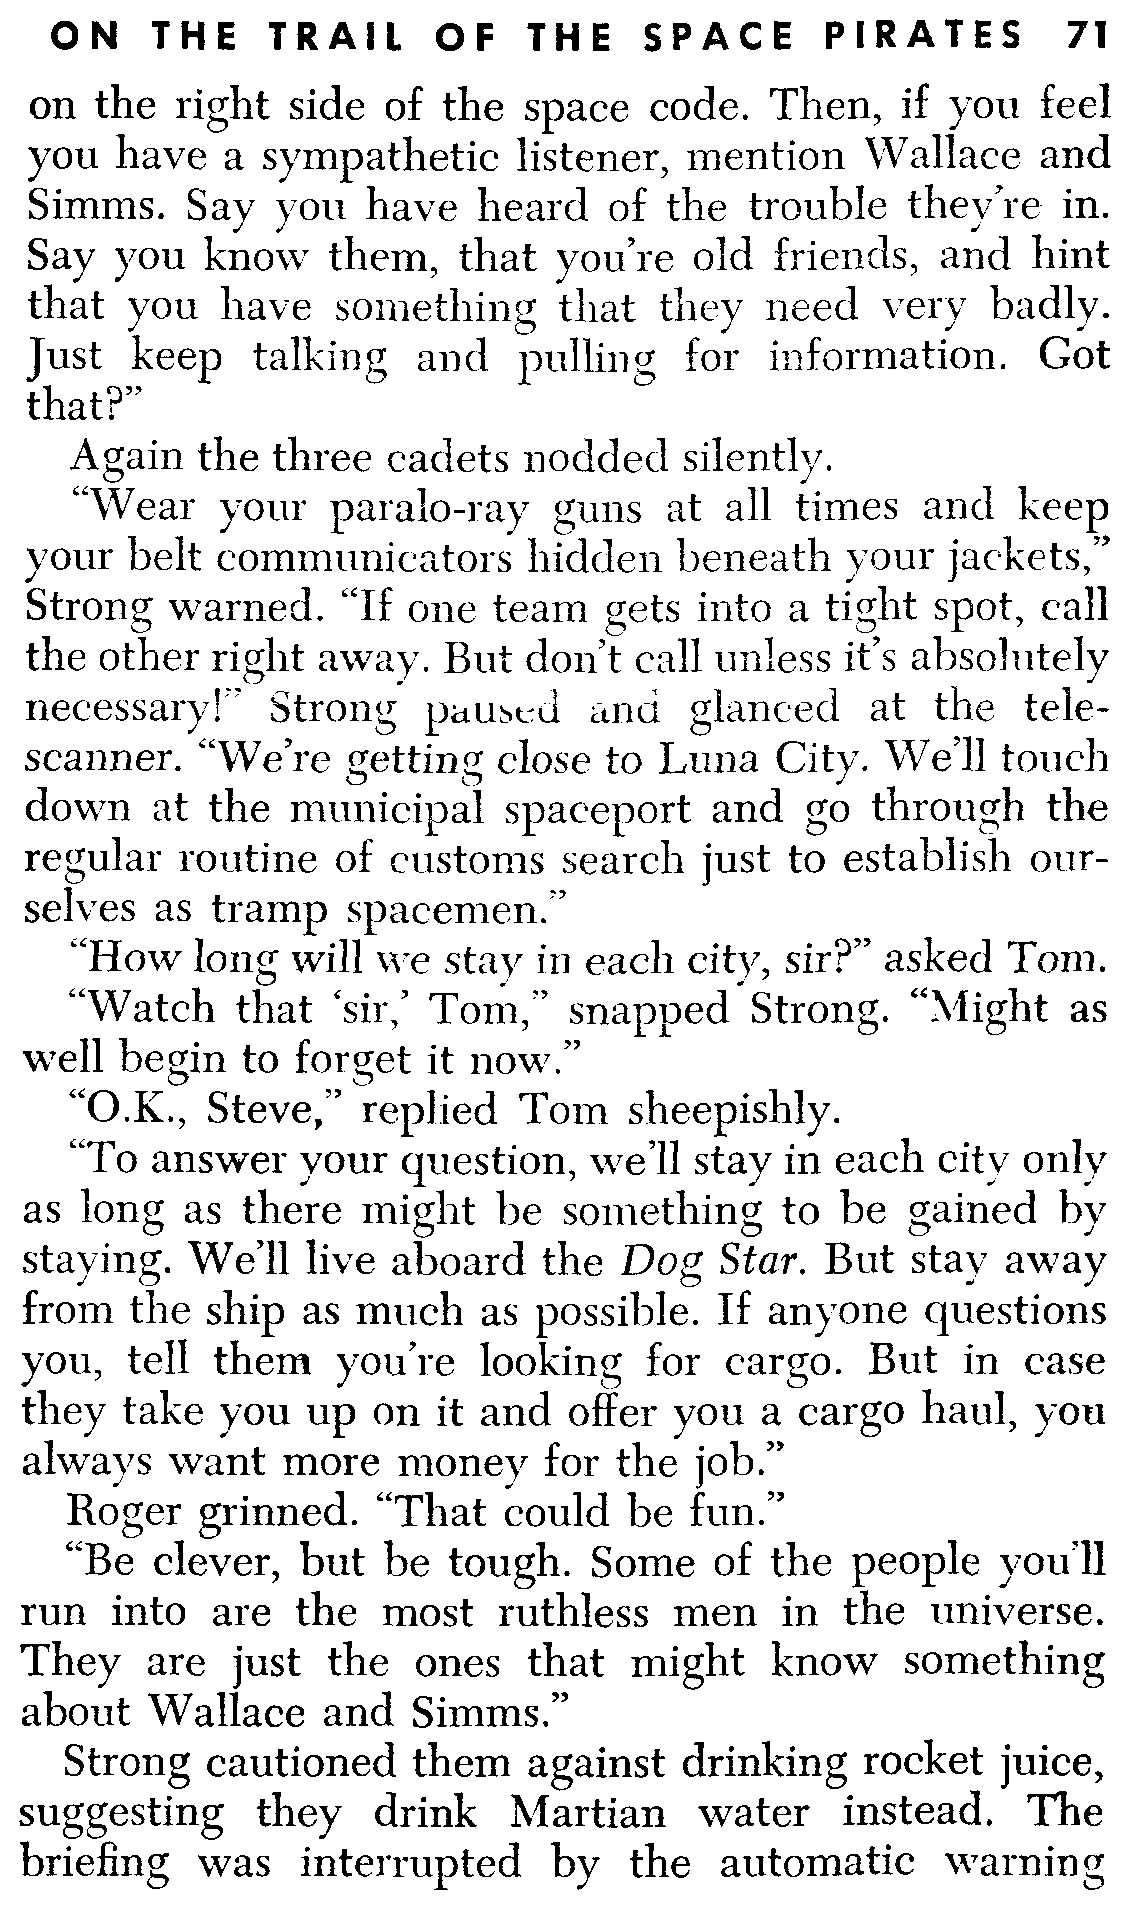 ON THE TRAIL OF THE SPACE PIRATES 71
on the right side of the space code. Then, if you feel
you have a sympathetic listener, mention Wallace and
Simms. Say you have heard of the trouble they're in.
Say you know them, that you're old friends, and hint
that you have something that they need very badly.
Just keep talking and pulling for information. Got
that?”
Again the three cadets nodded silently.
“Wear your paralo-ray guns at all times and keep
your belt communicators hidden beneath your jackets,”
Strong warned. “If one team gets into a tight spot, call
the other right away. But don't call unless it's absolutely
necessary!” Strong paused and glanced at the tele-
scanner. “We're getting close to Luna City. We'll touch
down at the municipal spaceport and go through the
regular routine of customs search just to establish our-
selves as tramp spacemen.”
“How long will we stay in each city, sir?” asked Tom.
“Watch that ‘sir,’ Tom,” snapped Strong. “Might as
well begin to forget it now.”
“O.K., Steve,” replied Tom sheepishly.
“To answer your question, we'll stay in each city only
as long as there might be something to be gained by
staying. We'll live aboard the Dog Star. But stay away
from the ship as much as possible. If anyone questions
you, tell them you're looking for cargo. But in case
they take you up on it and offer you a cargo haul, you
always want more money for the job.”
Roger grinned. “That could be fun.”
“Be clever, but be tough. Some of the people you'll
run into are the most ruthless men in the universe.
They are just the ones that might know something
about Wallace and Simms.”
Strong cautioned them against drinking rocket juice,
suggesting they drink Martian water instead. The
briefing was interrupted by the automatic warning